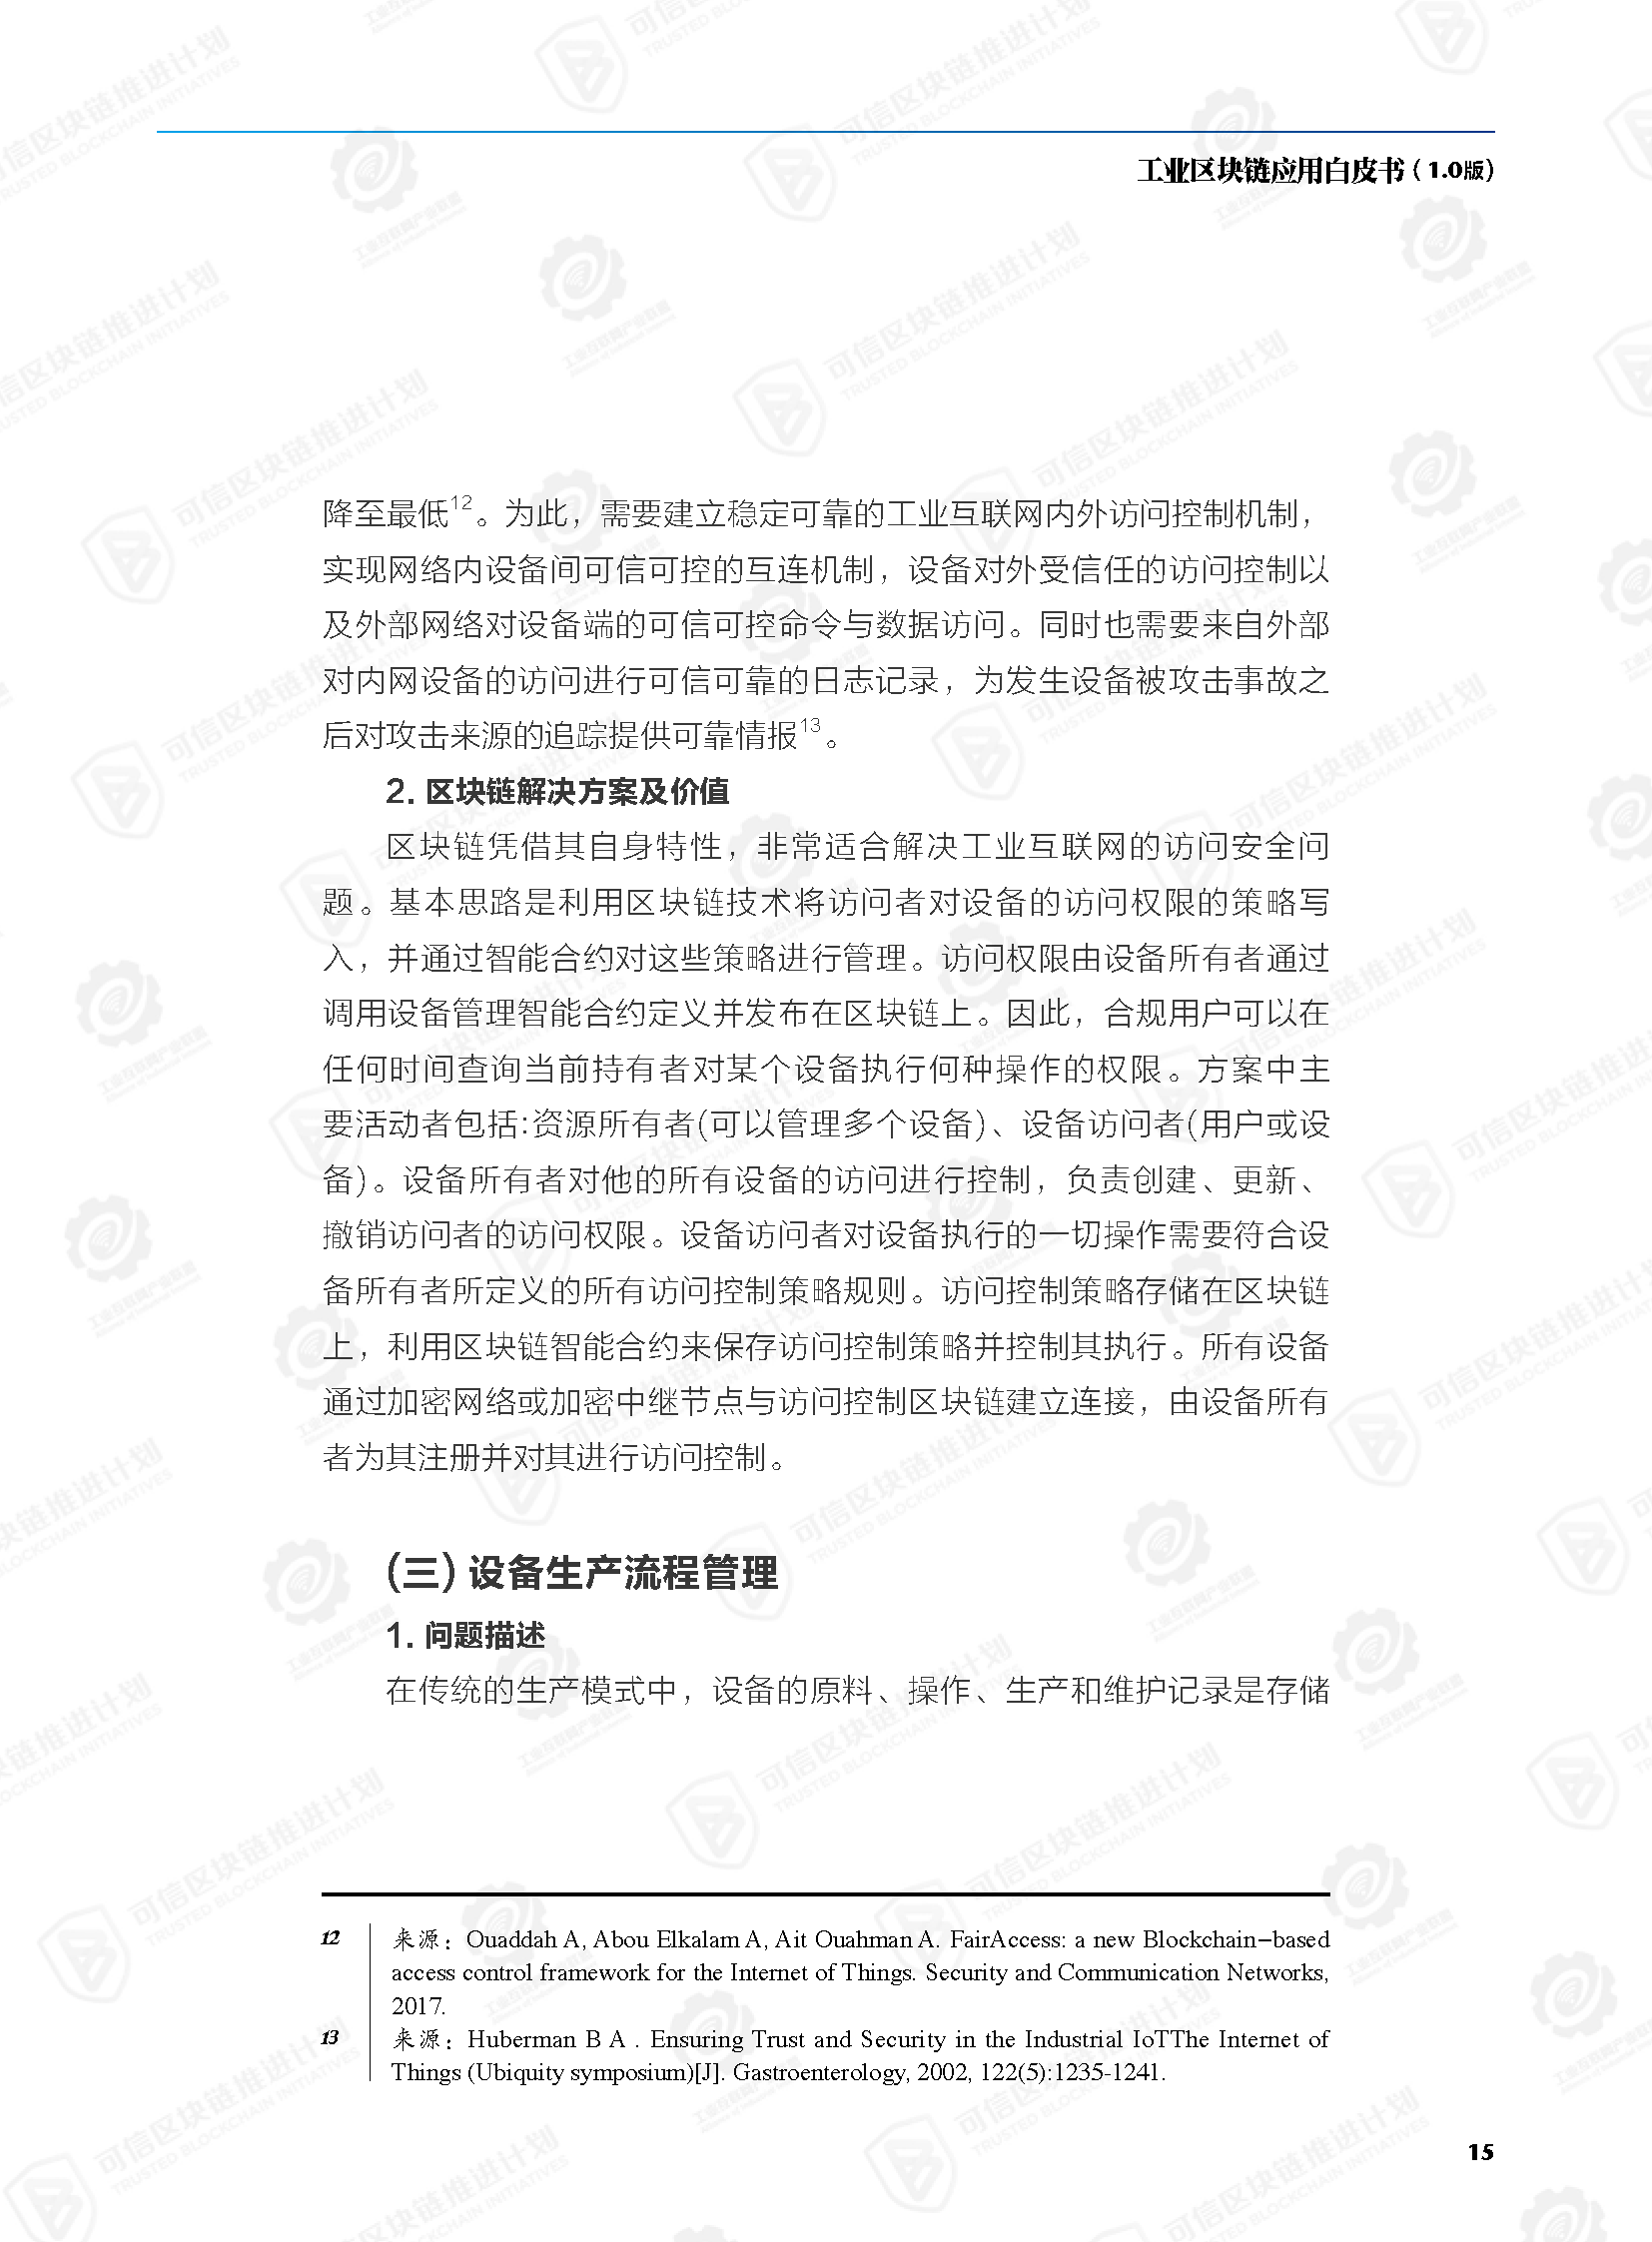 工业区块链应用白皮书（1.0版）
降至最低12。为此，需要建立稳定可靠的工业互联网内外访问控制机制，
实现网络内设备间可信可控的互连机制，设备对外受信任的访问控制以
及外部网络对设备端的可信可控命令与数据访问。同时也需要来自外部
对内网设备的访问进行可信可靠的日志记录，为发生设备被攻击事故之
后对攻击来源的追踪提供可靠情报13。
2. 区块链解决方案及价值
区块链凭借其自身特性，非常适合解决工业互联网的访问安全问
题。基本思路是利用区块链技术将访问者对设备的访问权限的策略写
入，并通过智能合约对这些策略进行管理。访问权限由设备所有者通过
调用设备管理智能合约定义并发布在区块链上。因此，合规用户可以在
任何时间查询当前持有者对某个设备执行何种操作的权限。方案中主
要活动者包括:资源所有者(可以管理多个设备)、设备访问者(用户或设
备)。设备所有者对他的所有设备的访问进行控制，负责创建、更新、
撤销访问者的访问权限。设备访问者对设备执行的一切操作需要符合设
备所有者所定义的所有访问控制策略规则。访问控制策略存储在区块链
上，利用区块链智能合约来保存访问控制策略并控制其执行。所有设备
通过加密网络或加密中继节点与访问控制区块链建立连接，由设备所有
者为其注册并对其进行访问控制。
(三) 设备生产流程管理
1. 问题描述
在传统的生产模式中，设备的原料、操作、生产和维护记录是存储
12 来源：Ouaddah A, Abou Elkalam A, Ait Ouahman A. FairAccess: a new Blockchain-based
access control framework for the Internet of Things. Security and Communication Networks,
2017.
13 来源：Huberman B A . Ensuring Trust and Security in the Industrial IoTThe Internet of
Things (Ubiquity symposium)[J]. Gastroenterology, 2002, 122(5):1235-1241.
15